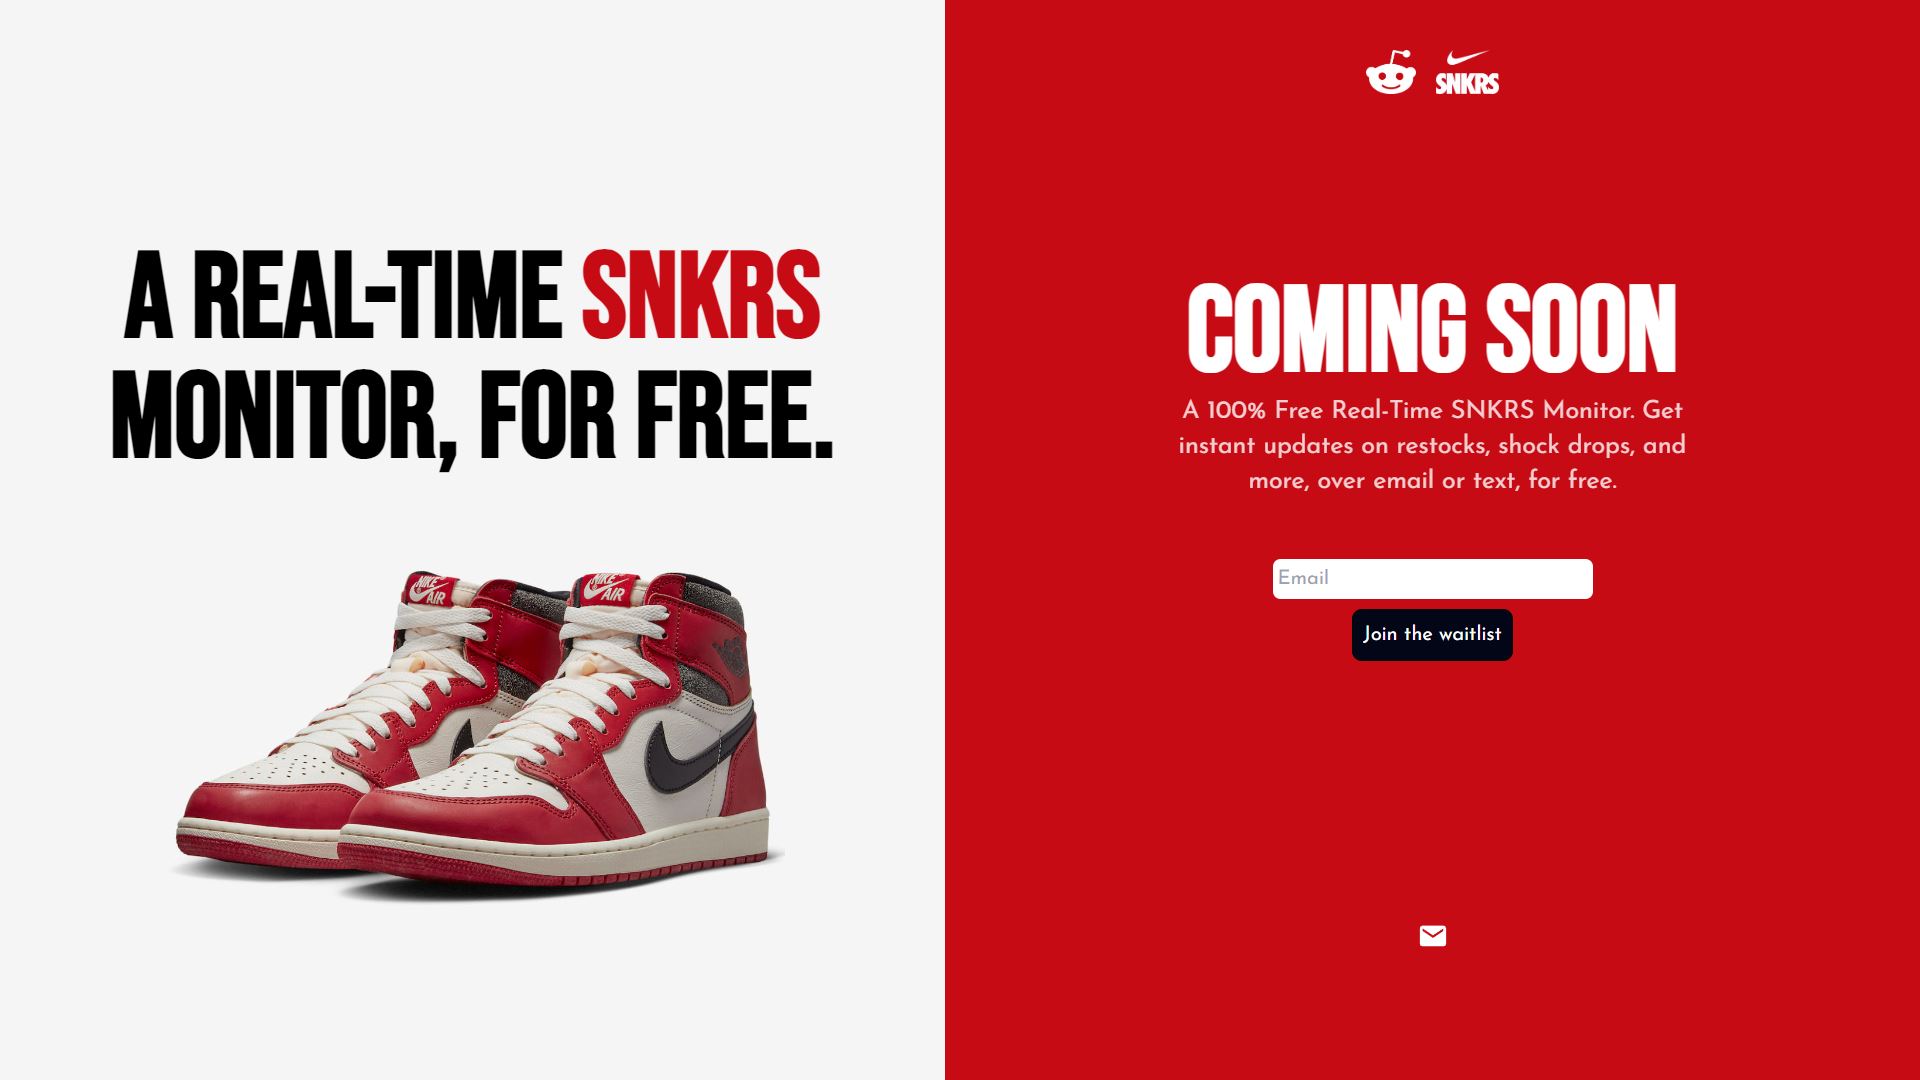 A REAL-TIME SNKRS
MONITOR, FOR FREE.
NIKE
AIR
NIKE
AIR
SNKRS
COMING SOON
A 100% Free Real-Time SNKRS Monitor. Get
instant updates on restocks, shock drops, and
more, over email or text, for free.
Email
Join the waitlist